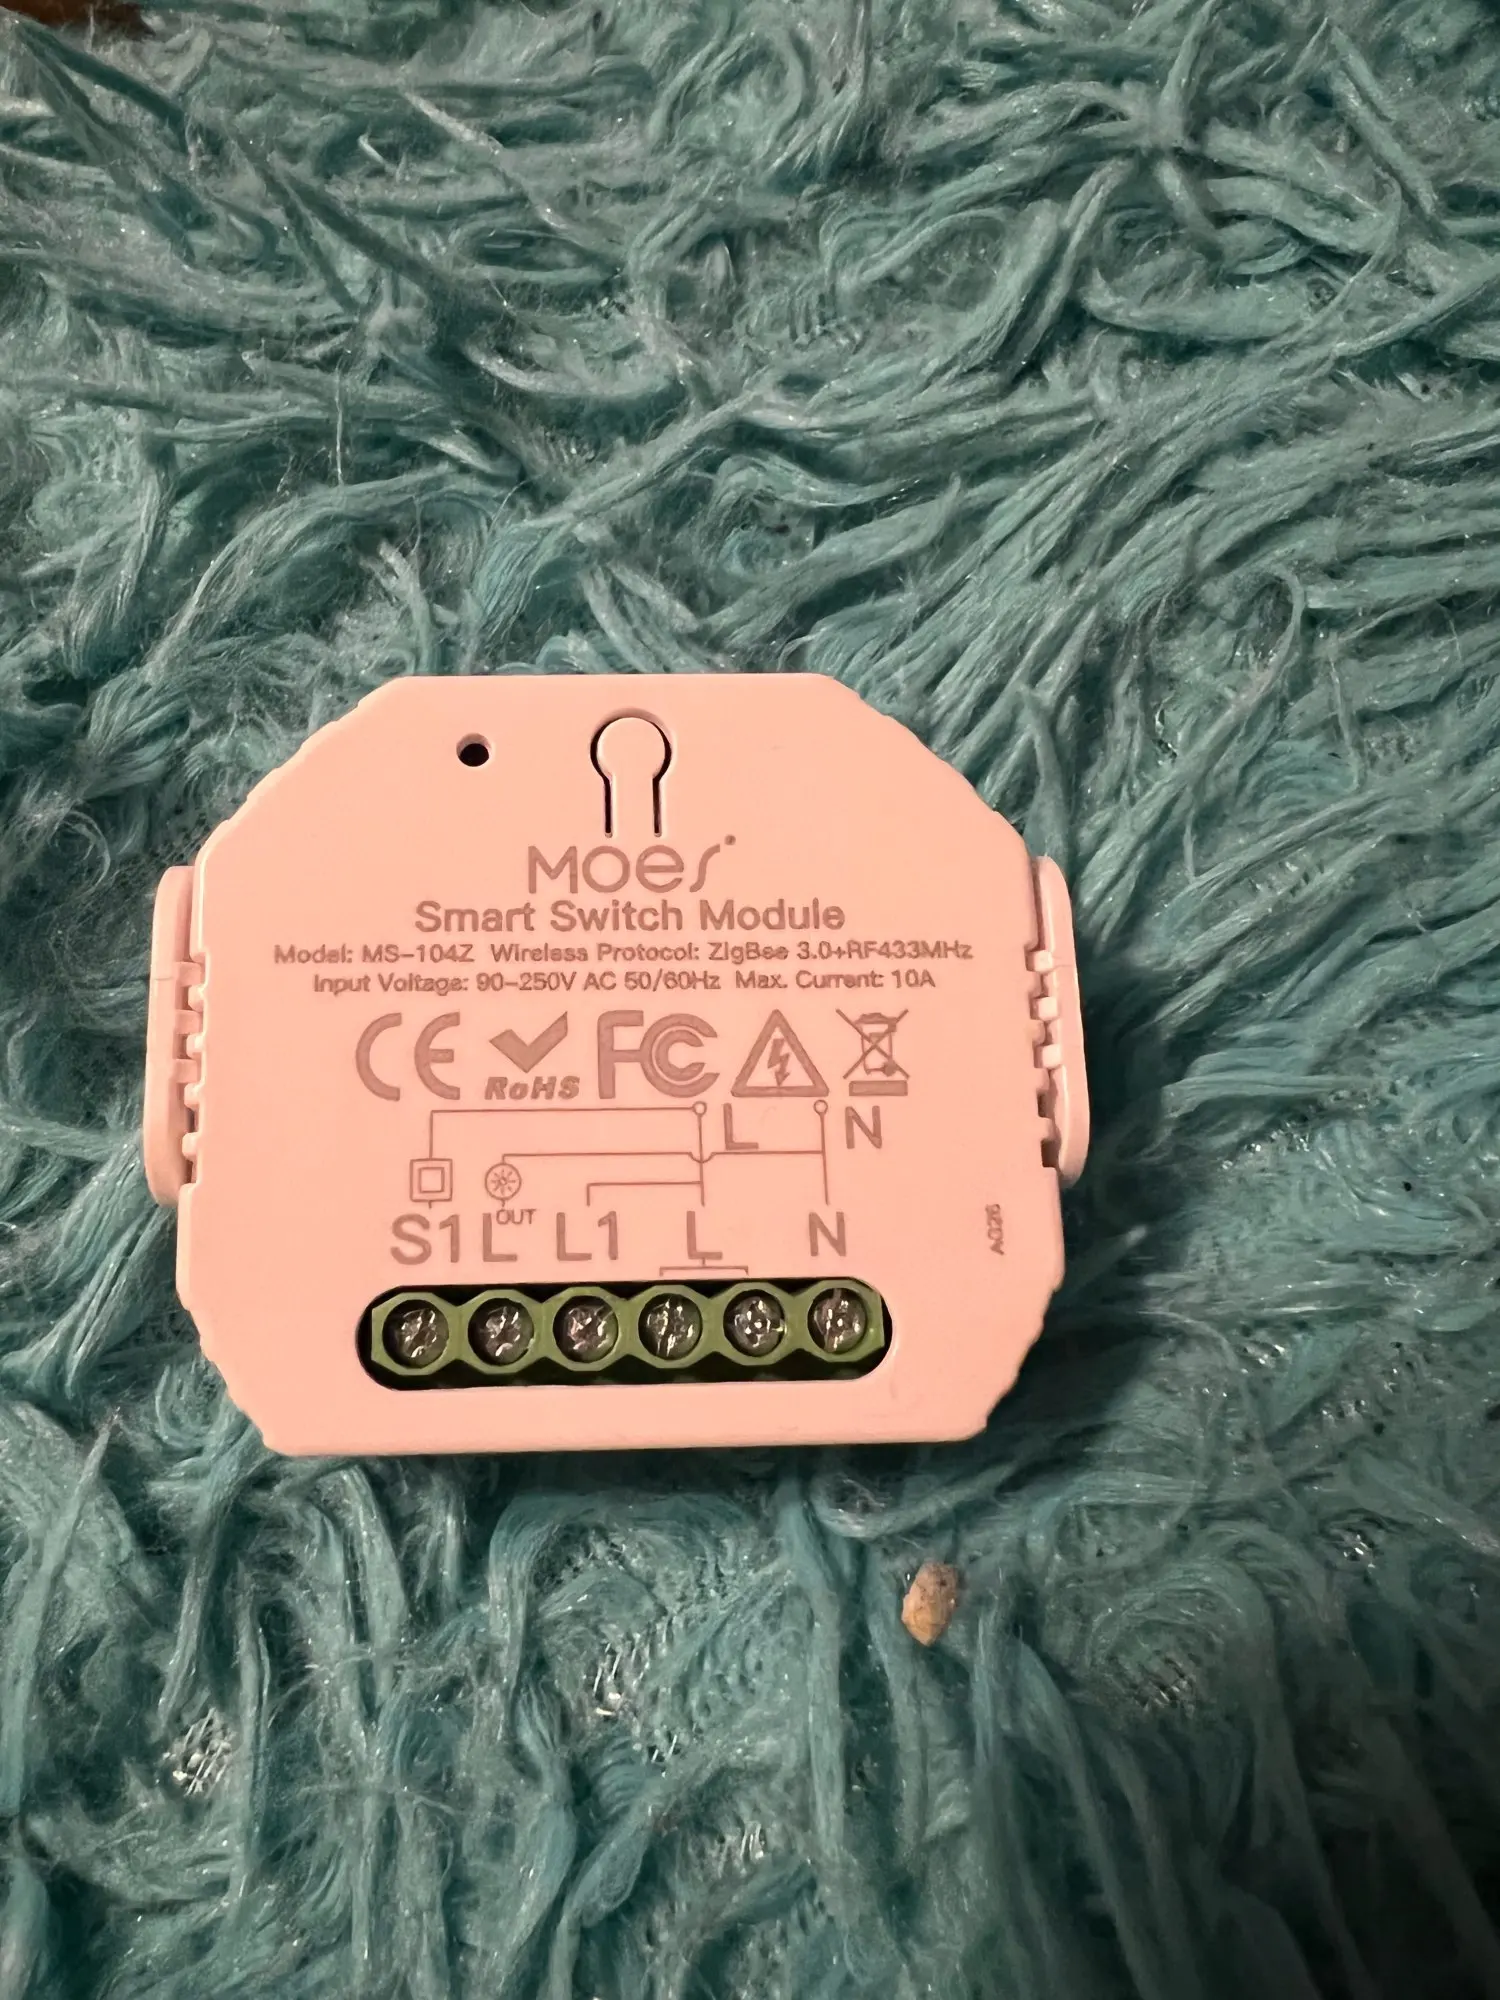 MOES
Smart Switch Module
Model: MS-104Z Wireless Protocol: ZigBee 3.0+RF433MHz
Input Voltage: 90-250V AC 50/60Hz Max. Current: 10A
CE RoHS FC
L N
OUT
S1 L L1 L N
A026